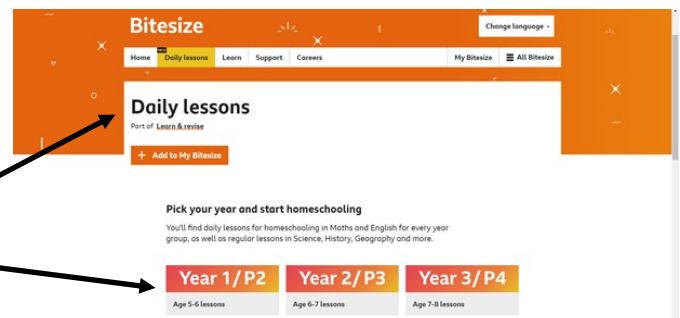 Bitesize
Change language
NEW
Home Daily lessons Learn Support Careers My Bitesize All Bitesize
Daily lessons
Part of Learn & revise
+ Add to My Bitesize
Pick your year and start homeschooling
You'll find daily lessons for homeschooling in Maths and English for every year
group, as well as regular lessons in Science, History, Geography and more.
Year 1/P2 Year 2/P3 Year 3/P4
Age 5-6 lessons Age 6-7 lessons Age 7-8 lessons